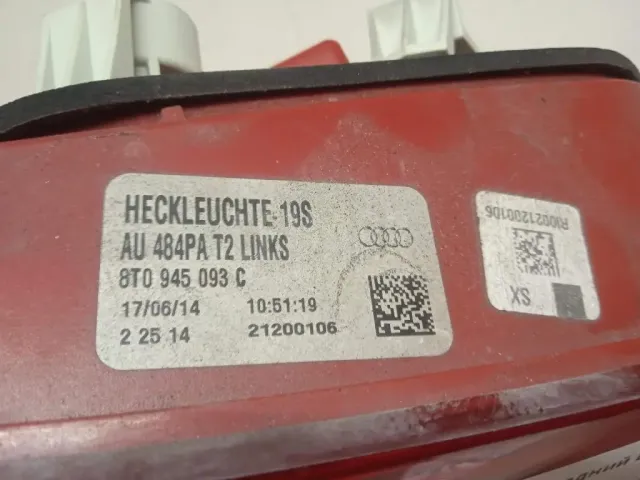 HECKLEUCHTE 19S
AU 484PA T2 LINKS
8T0 945 093 C
17/06/14 10:51:19
2 25 14 21200106
R00021200106
SX